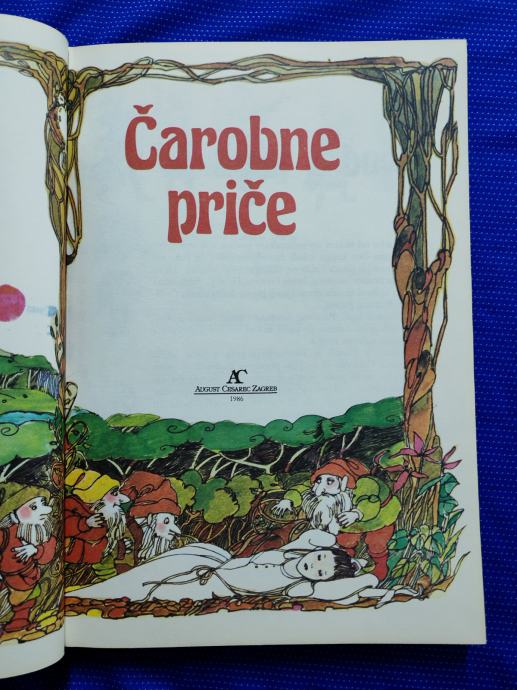 Čarobne
priče
AC
AUGUST CESAREC ZAGREB
1986